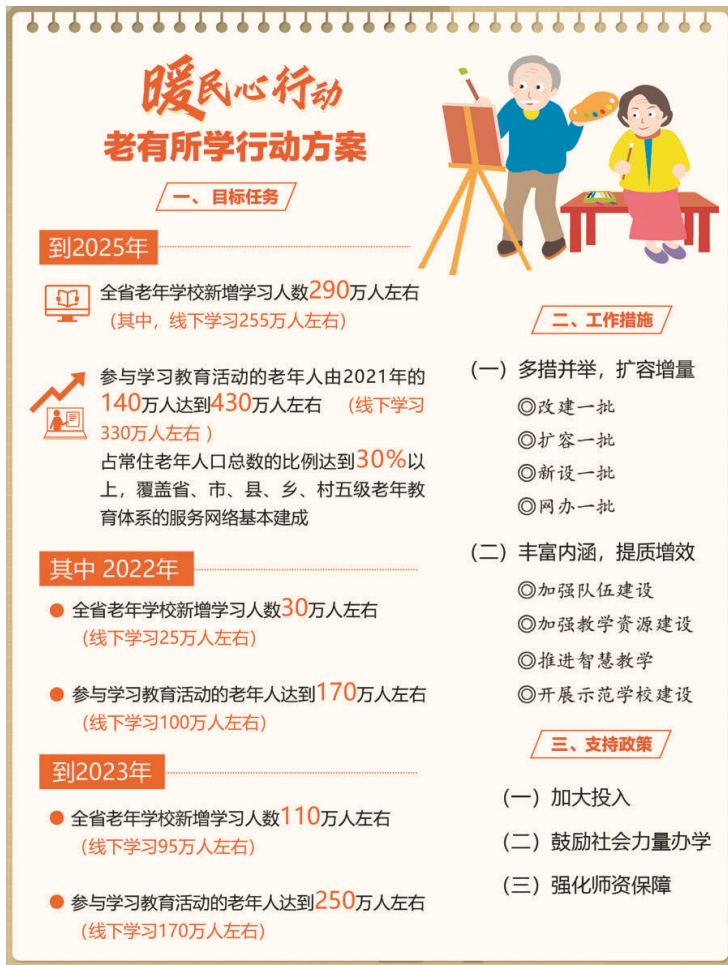 暖民心行动
老有所学行动方案
一、目标任务
到2025年
全省老年学校新增学习人数290万人左右
（其中，线下学习255万人左右）
参与学习教育活动的老年人由2021年的
140万人达到430万人左右 （线下学习
330万人左右 ）
占常住老年人口总数的比例达到30%以
上，覆盖省、市、县、乡、村五级老年教
育体系的服务网络基本建成
其中 2022年
● 全省老年学校新增学习人数30万人左右
（线下学习25万人左右）
● 参与学习教育活动的老年人达到170万人左右
（线下学习100万人左右）
到2023年
● 全省老年学校新增学习人数110万人左右
（线下学习95万人左右）
● 参与学习教育活动的老年人达到250万人左右
（线下学习170万人左右）
二、工作措施
（一）多措并举，扩容增量
◎改建一批
◎扩容一批
◎新设一批
◎网办一批
（二）丰富内涵，提质增效
◎加强队伍建设
◎加强教学资源建设
◎推进智慧教学
◎开展示范学校建设
三、支持政策
（一）加大投入
（二）鼓励社会力量办学
（三）强化师资保障